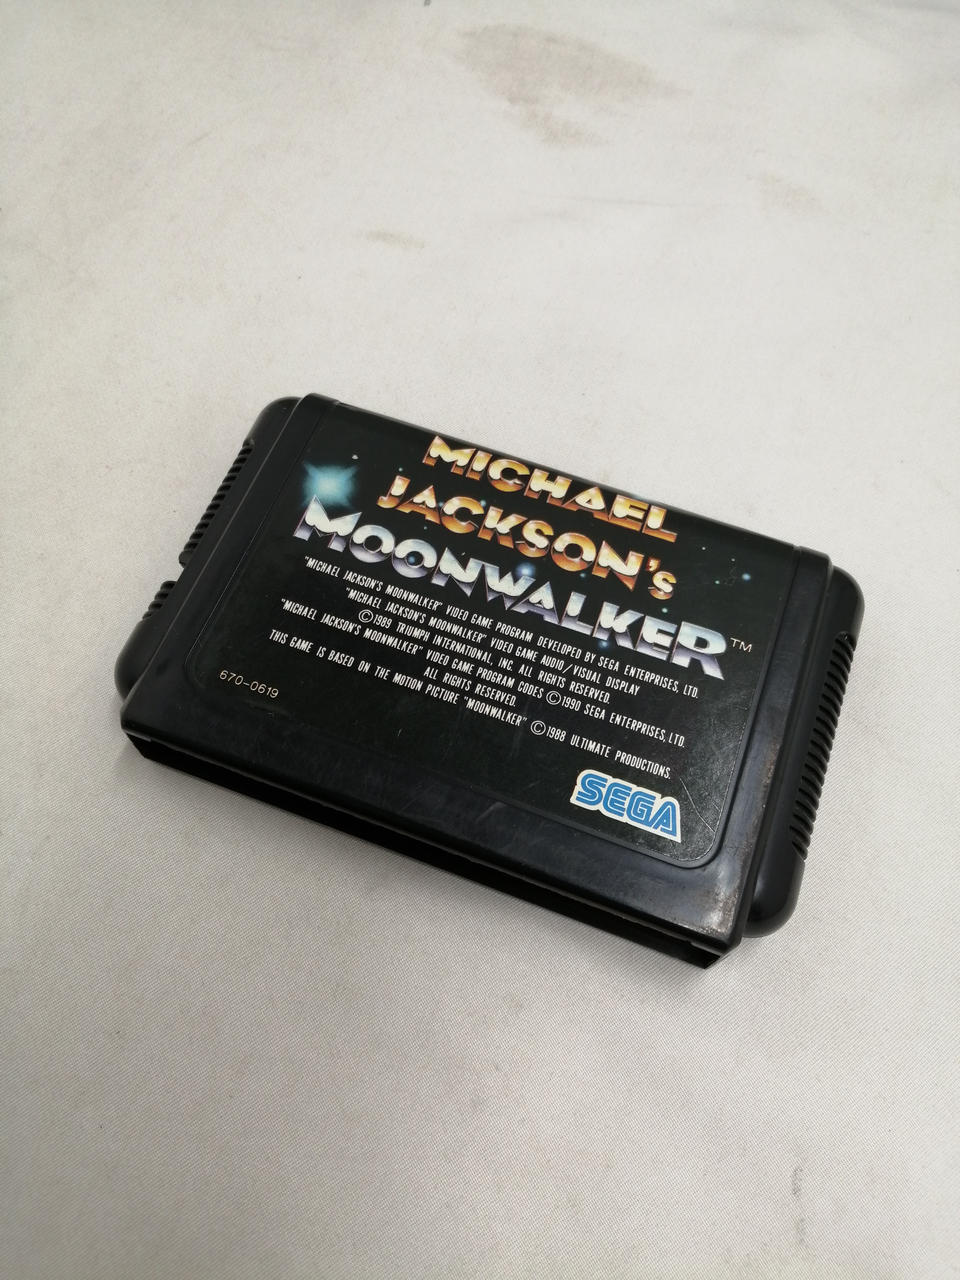 MICHAEL
JACKSON'S
MOONWALKER™
"MICHAEL JACKSON'S MOONWALKER" VIDEO GAME PROGRAM DEVELOPED BY SEGA ENTERPRISES, LTD.
"MICHAEL JACKSON'S MOONWALKER" VIDEO GAME AUDIO/VISUAL DISPLAY
©1989 TRIUMPH INTERNATIONAL, INC. ALL RIGHTS RESERVED.
"MICHAEL JACKSON'S MOONWALKER" VIDEO GAME PROGRAM CODES ©1990 SEGA ENTERPRISES, LTD.
ALL RIGHTS RESERVED.
THIS GAME IS BASED ON THE MOTION PICTURE "MOONWALKER" ©1988 ULTIMATE PRODUCTIONS.
670-0619
SEGA